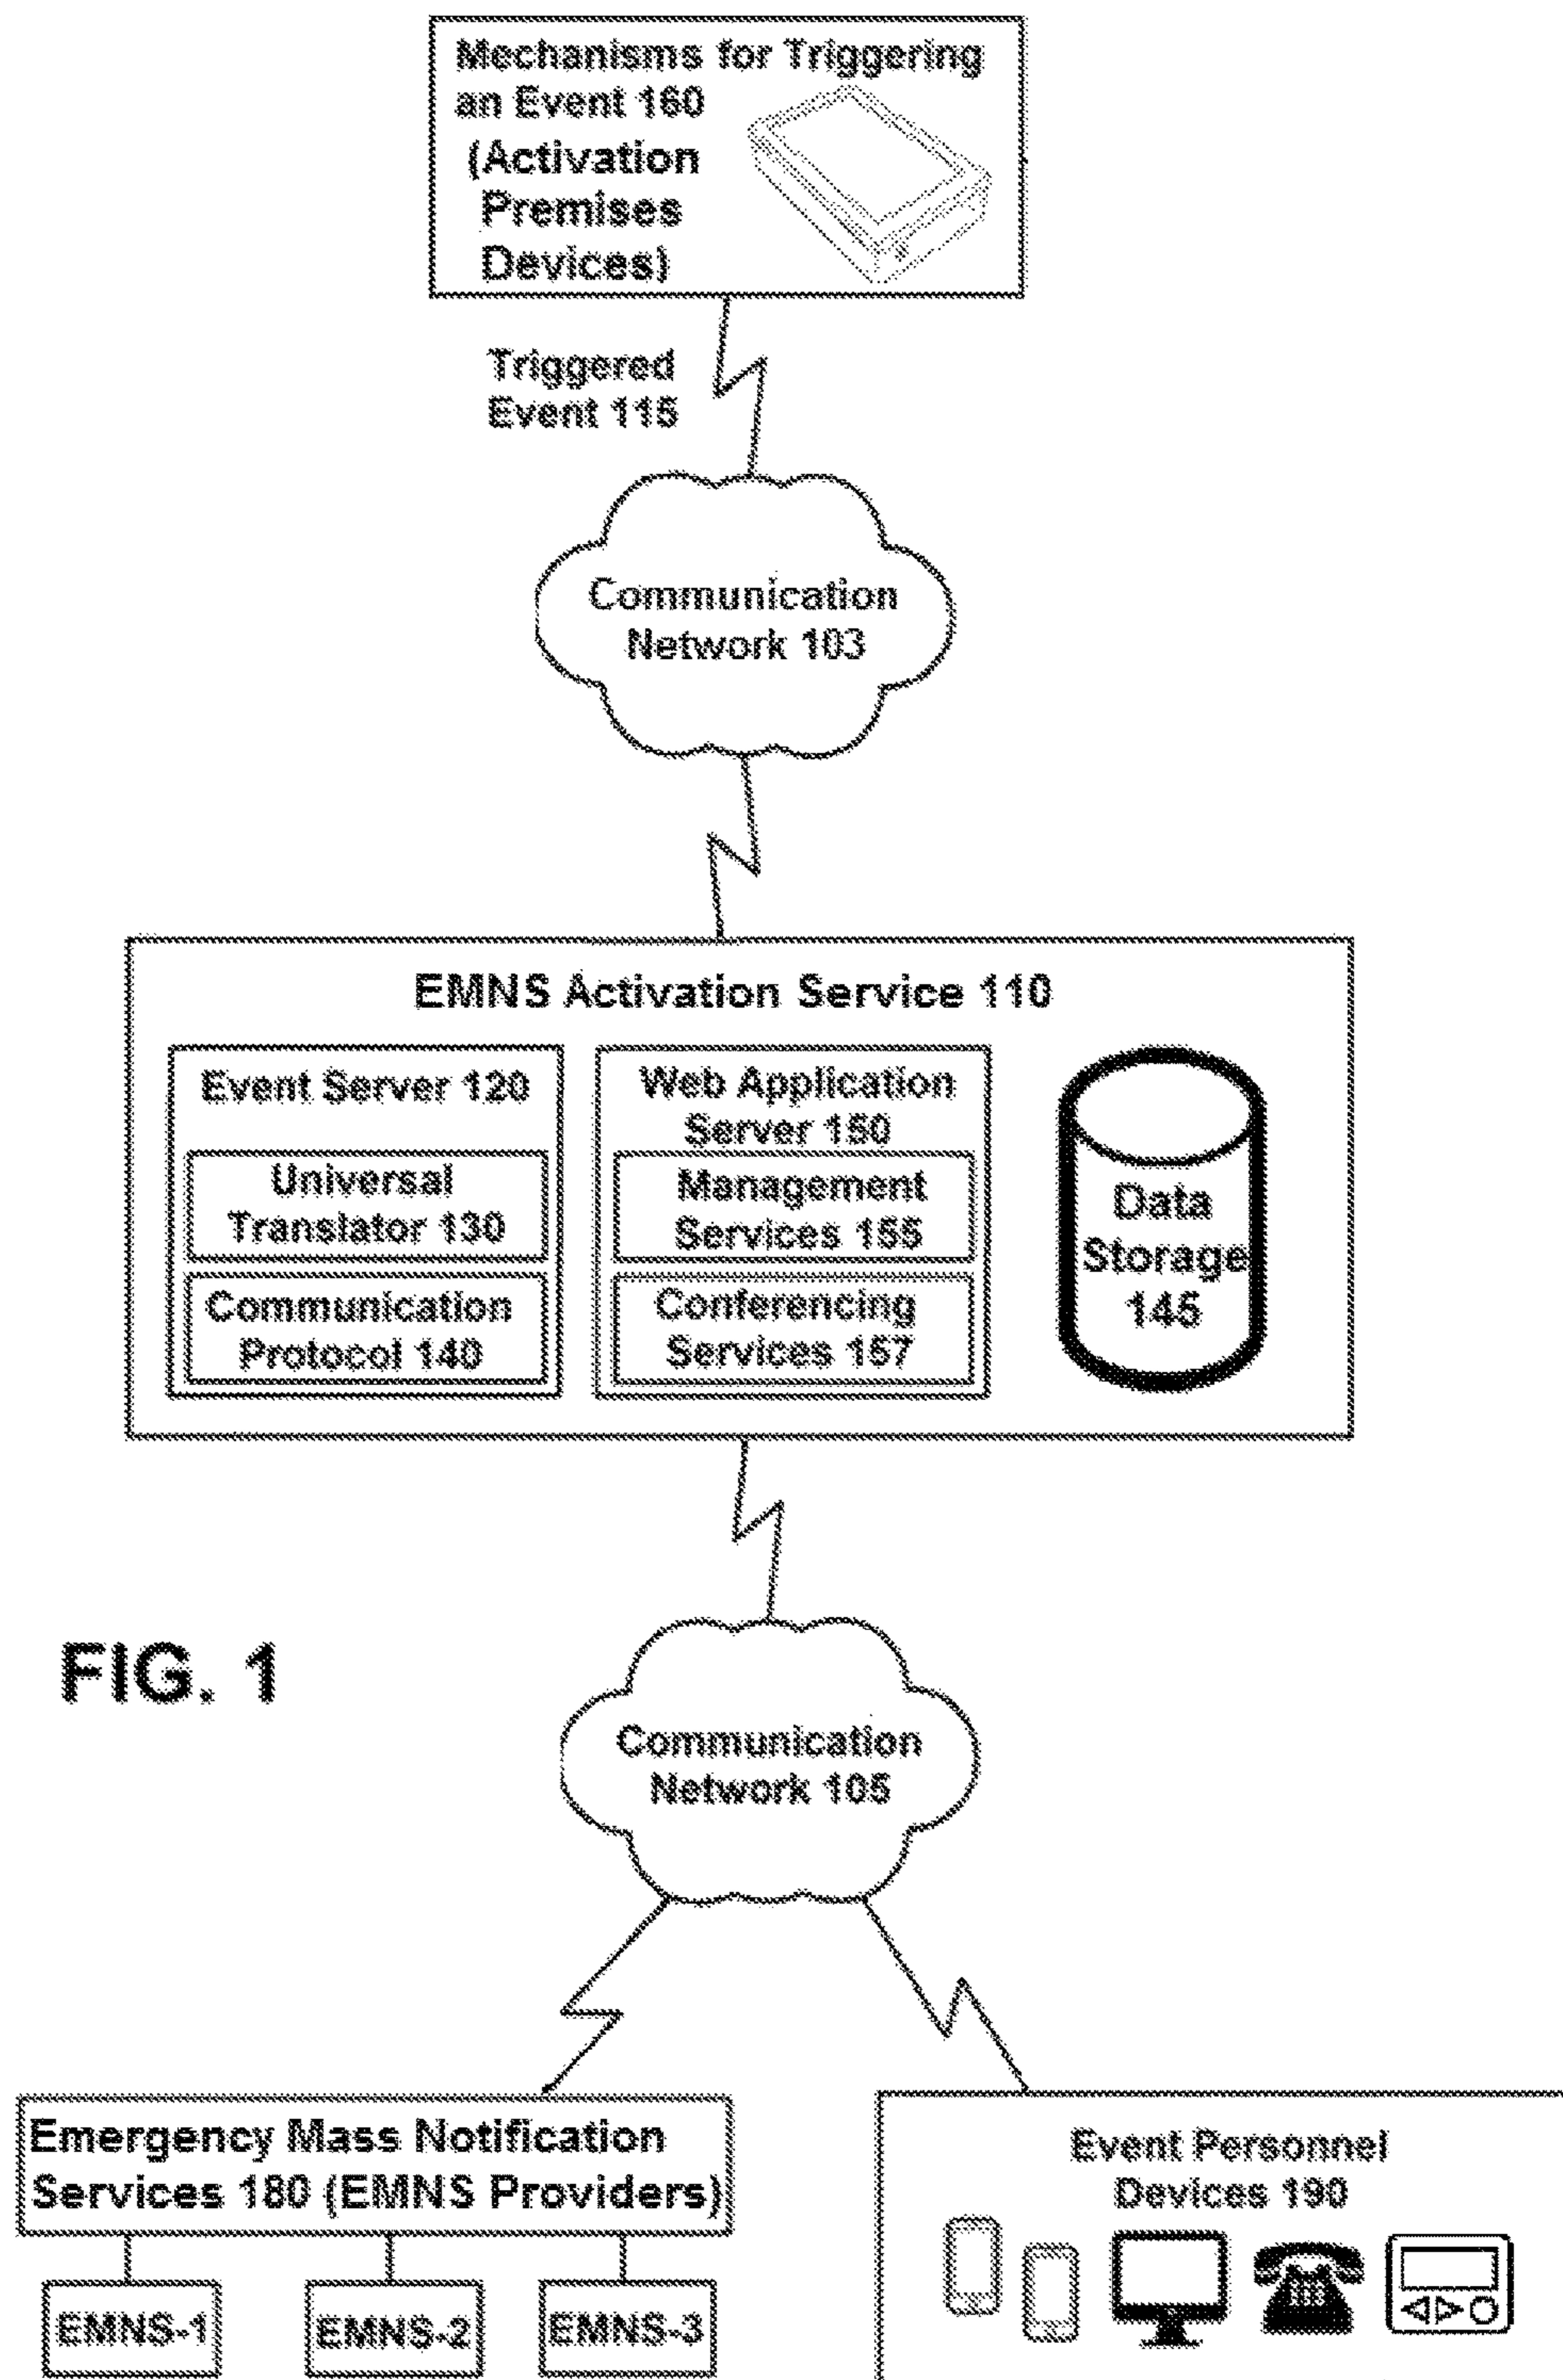 Mechanisms for Triggering
an Event 160
(Activation
Premises
Devices)
Triggered
Event 115
Communication
Network 103
EMNS Activation Service 110
Event Server 120
Universal
Translator 130
Communication
Protocol 140
Web Application
Server 150
Management
Services 155
Conferencing
Services 157
Data
Storage
145
FIG. 1
Communication
Network 105
Emergency Mass Notification
Services 180 (EMNS Providers)
EMNS-1
EMNS-2
EMNS-3
Event Personnel
Devices 190